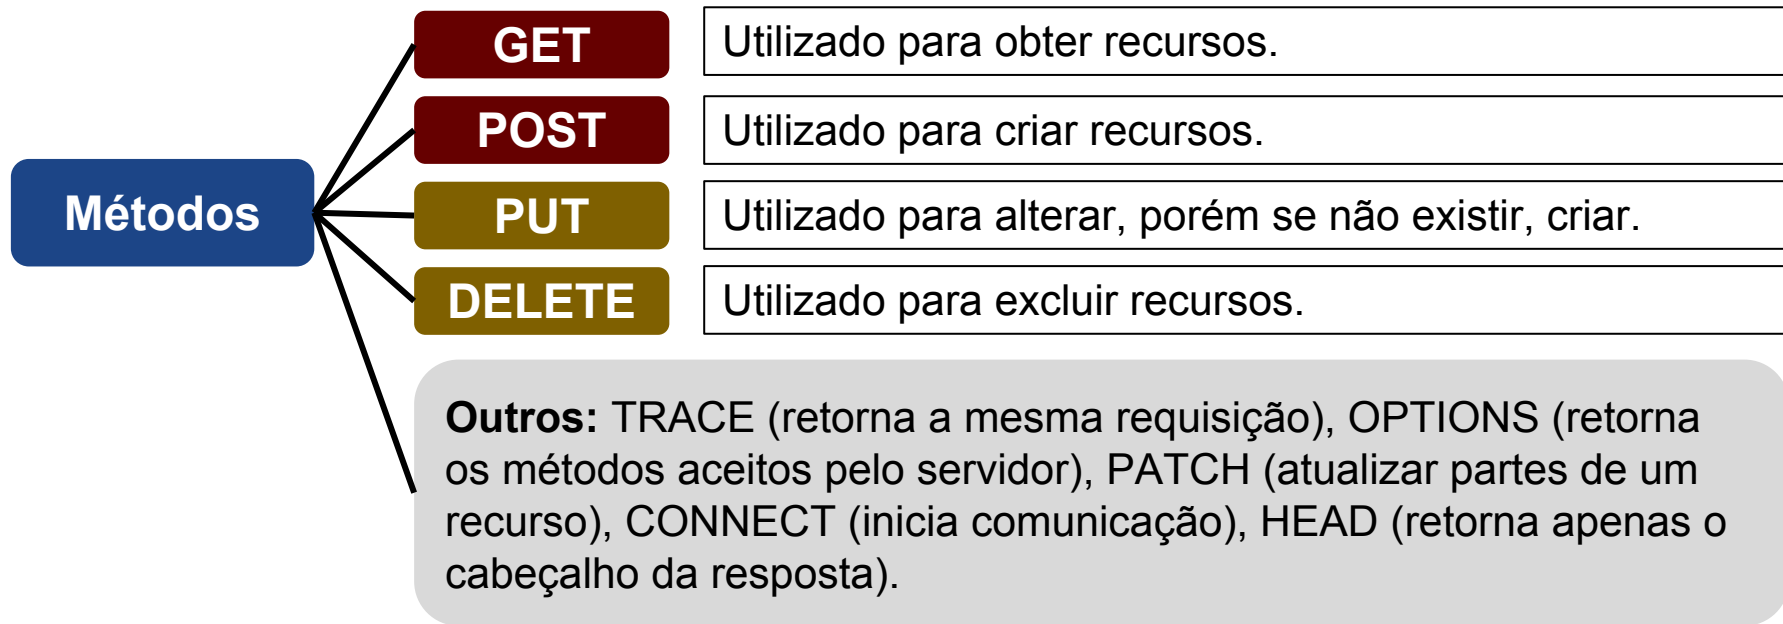 GET
Utilizado para obter recursos.
POST
Utilizado para criar recursos.
Métodos
PUT
Utilizado para alterar, porém se não existir, criar.
DELETE
Utilizado para excluir recursos.
Outros: TRACE (retorna a mesma requisição), OPTIONS (retorna
os métodos aceitos pelo servidor), PATCH (atualizar partes de um
recurso), CONNECT (inicia comunicação), HEAD (retorna apenas o
cabeçalho da resposta).